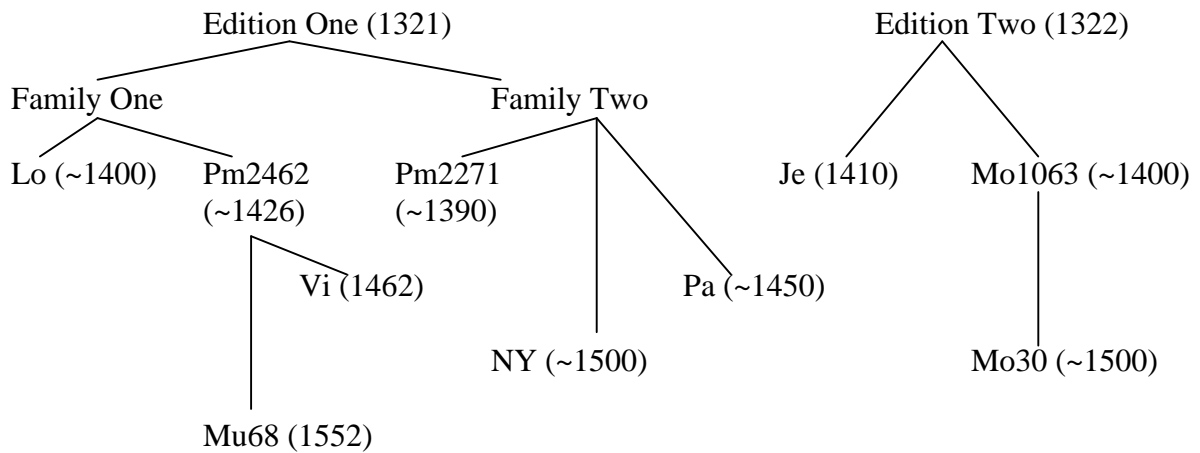 Edition One (1321)
Edition Two (1322)
Family One
Family Two
Lo (~1400)
Pm2462
(~1426)
Pm2271
(~1390)
Je (1410)
Mo1063 (~1400)
Vi (1462)
Pa (~1450)
NY (~1500)
Mo30 (~1500)
Mu68 (1552)